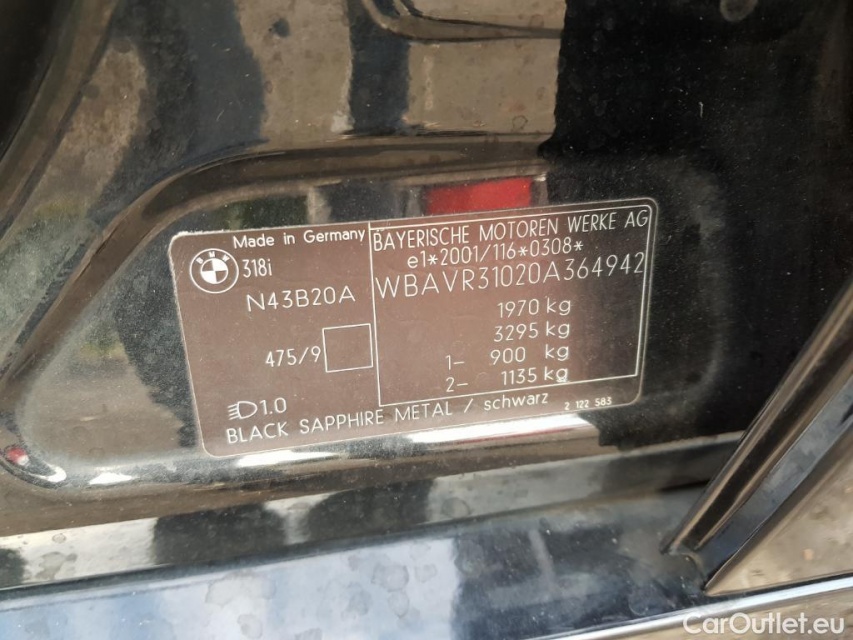 Made in Germany
318i
N43B20A
475/9
1.0
BAYERISCHE MOTOREN WERKE AG
e1*2001/116*0308*
WBAVR31020A364942
1970 kg
3295 kg
1- 900 kg
2- 1135 kg
BLACK SAPPHIRE METAL / schwarz 2 122 583
CarOutlet.eu